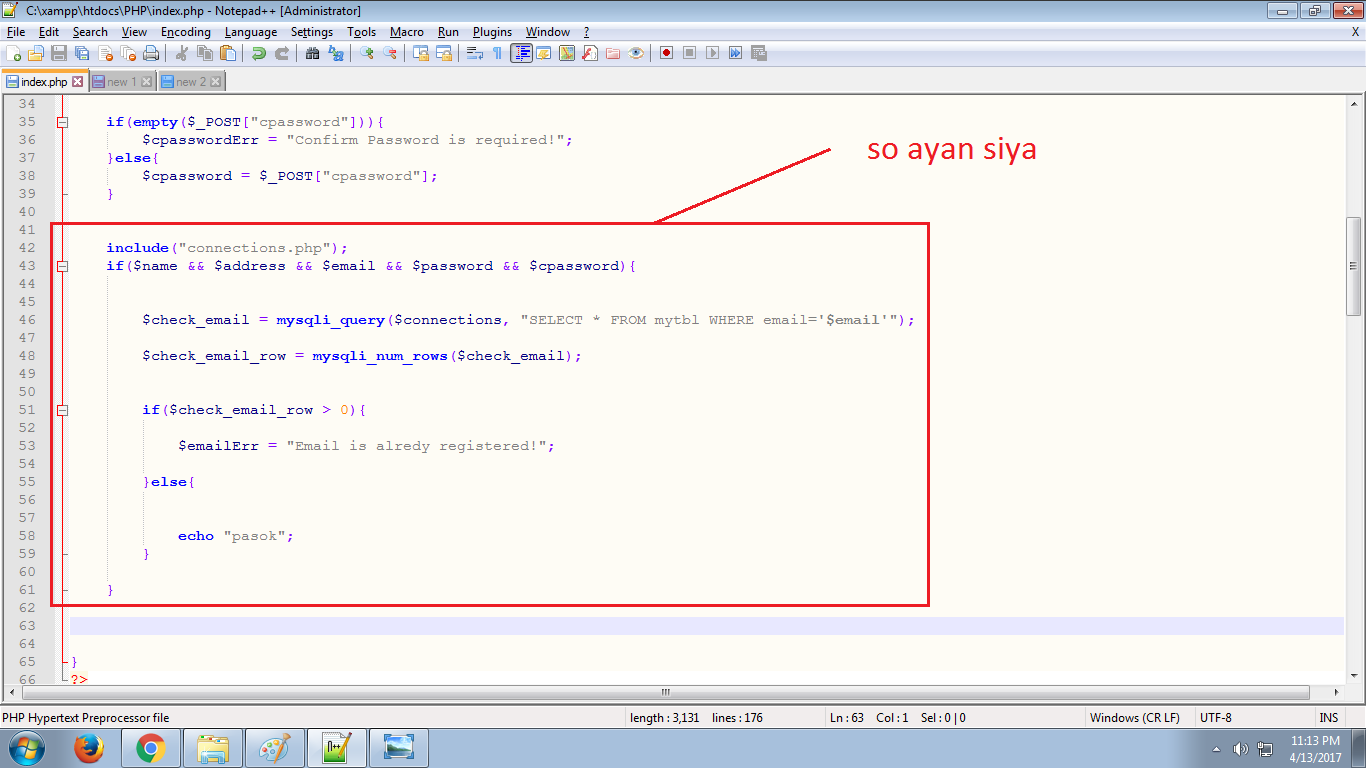 C:\xampp\htdocs\PHP\index.php - Notepad++ [Administrator]
File Edit Search View Encoding Language Settings Tools Macro Run Plugins Window ? X
index.php new 1 new 2
34
35 if(empty($_POST["cpassword"])){
36 $cpasswordErr = "Confirm Password is required!";
37 }else{
38 $cpassword = $_POST["cpassword"];
39 }
40
41
42 include("connections.php");
43 if($name && $address && $email && $password && $cpassword){
44
45
46 $check_email = mysqli_query($connections, "SELECT * FROM mytbl WHERE email='$email'");
47
48 $check_email_row = mysqli_num_rows($check_email);
49
50
51 if($check_email_row > 0){
52
53 $emailErr = "Email is alredy registered!";
54
55 }else{
56
57
58 echo "pasok";
59 }
60
61 }
62
63
64
65 }
66 ?>
so ayan siya
PHP Hypertext Preprocessor file length : 3,131 lines : 176 Ln : 63 Col : 1 Sel : 0 | 0 Windows (CR LF) UTF-8 INS
11:13 PM
4/13/2017